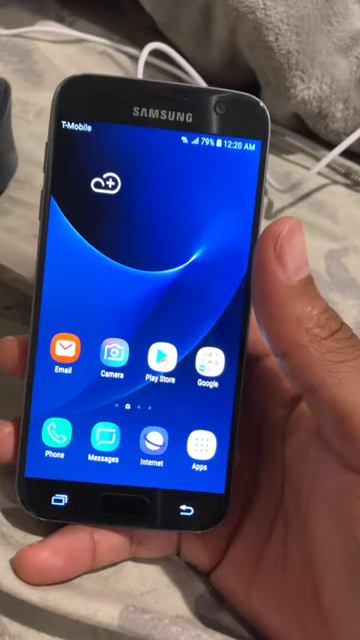 SAMSUNG
T-Mobile
79% 12:20 AM
Email
Camera
Play Store
Google
Phone
Messages
Internet
Apps